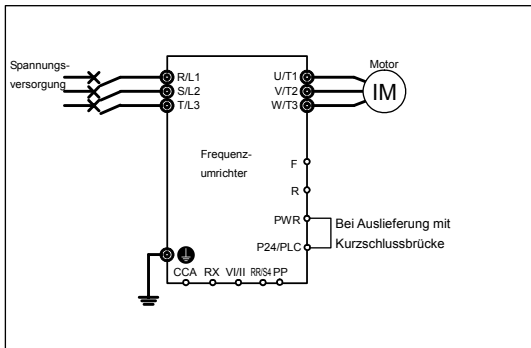 Spannungs-
versorgung
R/L1
S/L2
T/L3
U/T1
V/T2
W/T3
Motor
IM
Frequenz-
umrichter
F
R
PWR
P24/PLC
Bei Auslieferung mit
Kurzschlussbrücke
CCA RX VI/II RR/S4 PP